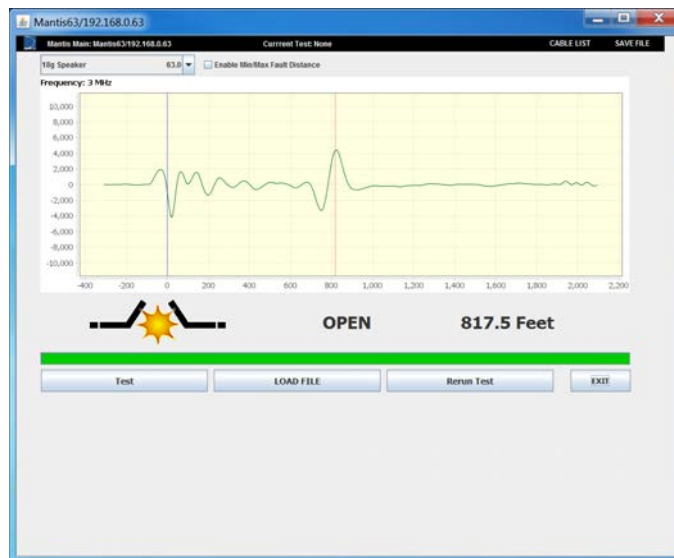 Mantis63/192.168.0.63
Mantis Main: Mantis63/192.168.0.63 Currrent Test: None CABLE LIST SAVE FILE
18g Speaker 63.0 Enable Min/Max Fault Distance
Frequency: 3 MHz
10,000
8,000
6,000
4,000
2,000
0
-2,000
-4,000
-6,000
-8,000
-10,000
-400 -200 0 200 400 600 800 1,000 1,200 1,400 1,600 1,800 2,000 2,200
OPEN 817.5 Feet
Test LOAD FILE Rerun Test EXIT